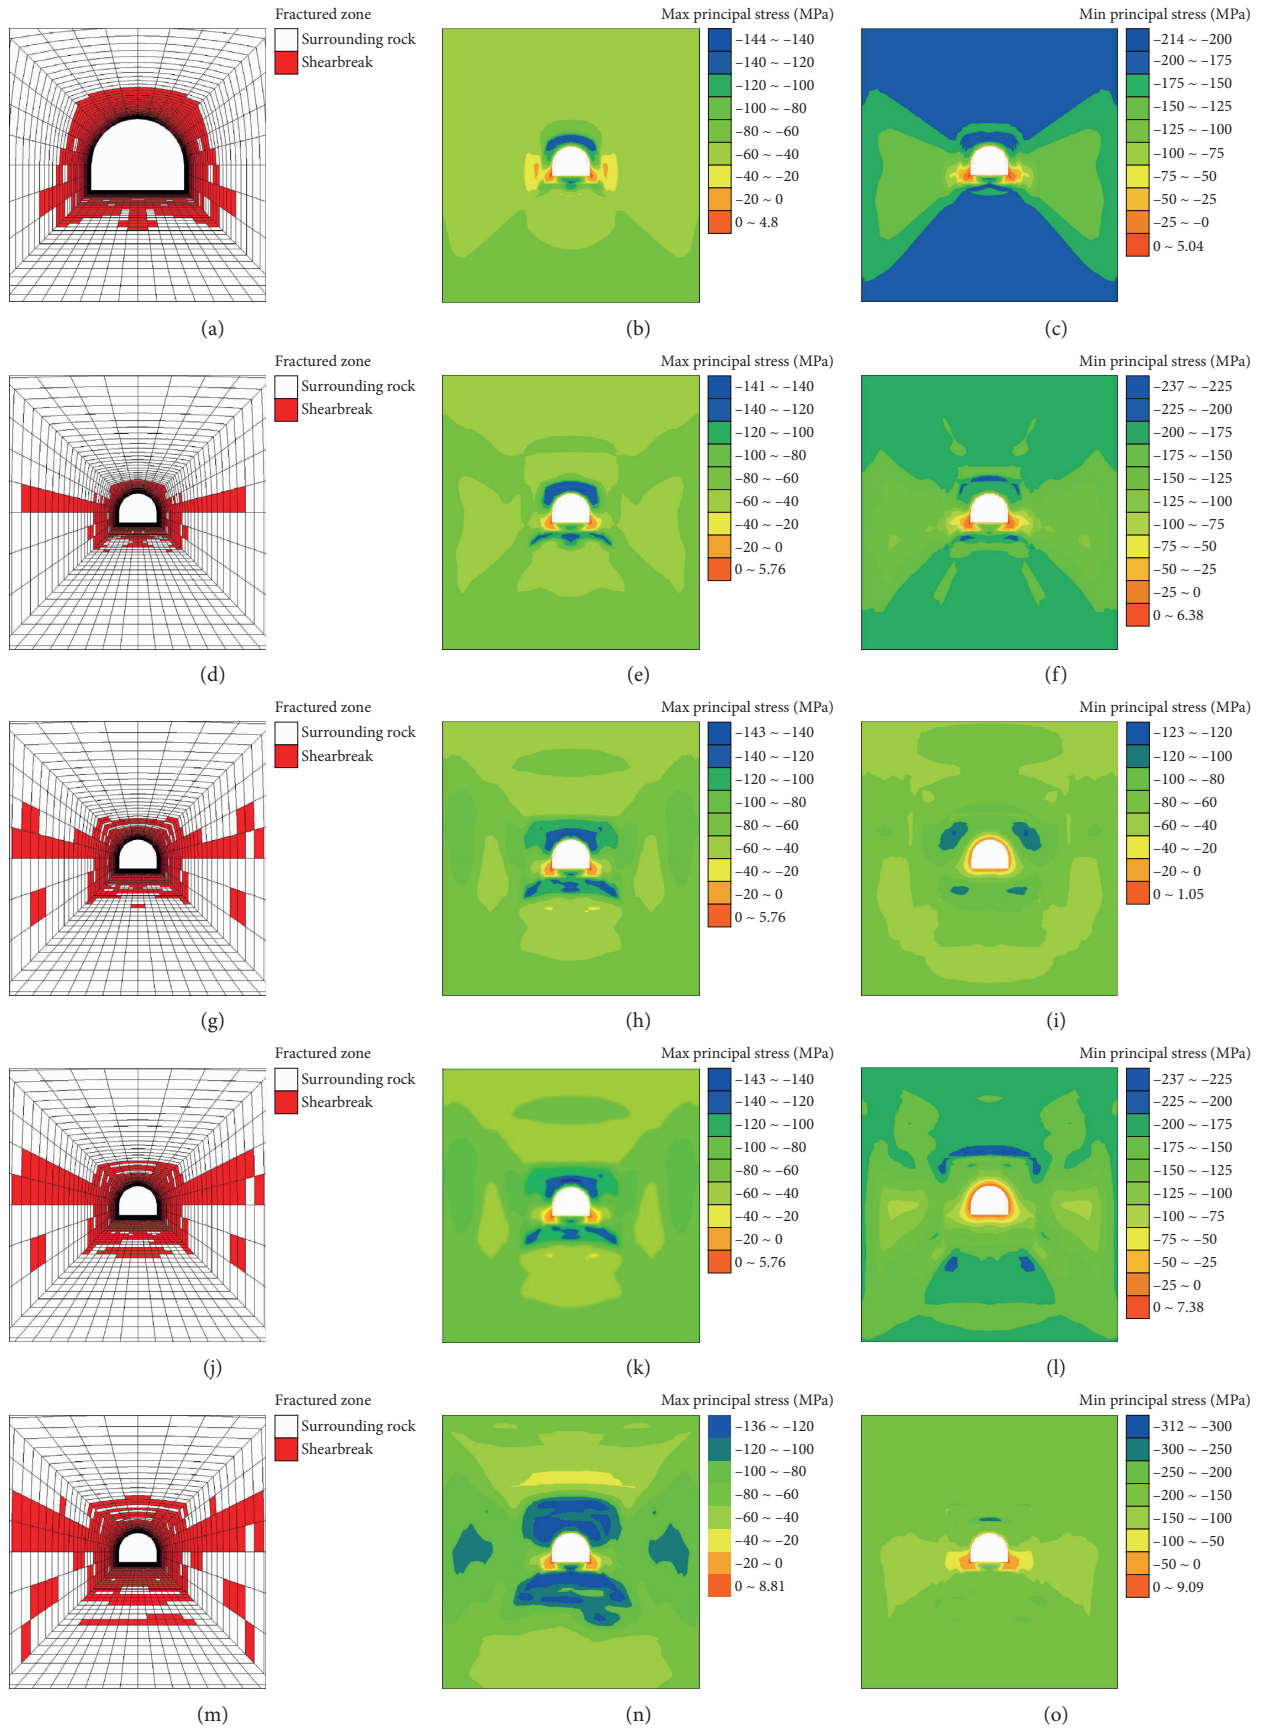 Fractured zone
Surrounding rock
Shearbreak
(a)
Max principal stress (MPa)
–144 ~ –140
–140 ~ –120
–120 ~ –100
–100 ~ –80
–80 ~ –60
–60 ~ –40
–40 ~ –20
–20 ~ 0
0 ~ 4.8
(b)
Min principal stress (MPa)
–214 ~ –200
–200 ~ –175
–175 ~ –150
–150 ~ –125
–125 ~ –100
–100 ~ –75
–75 ~ –50
–50 ~ –25
–25 ~ –0
0 ~ 5.04
(c)
Fractured zone
Surrounding rock
Shearbreak
(d)
Max principal stress (MPa)
–141 ~ –140
–140 ~ –120
–120 ~ –100
–100 ~ –80
–80 ~ –60
–60 ~ –40
–40 ~ –20
–20 ~ 0
0 ~ 5.76
(e)
Min principal stress (MPa)
–237 ~ –225
–225 ~ –200
–200 ~ –175
–175 ~ –150
–150 ~ –125
–125 ~ –100
–100 ~ –75
–75 ~ –50
–50 ~ –25
–25 ~ 0
0 ~ 6.38
(f)
Fractured zone
Surrounding rock
Shearbreak
(g)
Max principal stress (MPa)
–143 ~ –140
–140 ~ –120
–120 ~ –100
–100 ~ –80
–80 ~ –60
–60 ~ –40
–40 ~ –20
–20 ~ 0
0 ~ 5.76
(h)
Min principal stress (MPa)
–123 ~ –120
–120 ~ –100
–100 ~ –80
–80 ~ –60
–60 ~ –40
–40 ~ –20
–20 ~ 0
0 ~ 1.05
(i)
Fractured zone
Surrounding rock
Shearbreak
(j)
Max principal stress (MPa)
–143 ~ –140
–140 ~ –120
–120 ~ –100
–100 ~ –80
–80 ~ –60
–60 ~ –40
–40 ~ –20
–20 ~ 0
0 ~ 5.76
(k)
Min principal stress (MPa)
–237 ~ –225
–225 ~ –200
–200 ~ –175
–175 ~ –150
–150 ~ –125
–125 ~ –100
–100 ~ –75
–75 ~ –50
–50 ~ –25
–25 ~ 0
0 ~ 7.38
(l)
Fractured zone
Surrounding rock
Shearbreak
(m)
Max principal stress (MPa)
–136 ~ –120
–120 ~ –100
–100 ~ –80
–80 ~ –60
–60 ~ –40
–40 ~ –20
–20 ~ 0
0 ~ 8.81
(n)
Min principal stress (MPa)
–312 ~ –300
–300 ~ –250
–250 ~ –200
–200 ~ –150
–150 ~ –100
–100 ~ –50
–50 ~ 0
0 ~ 9.09
(o)